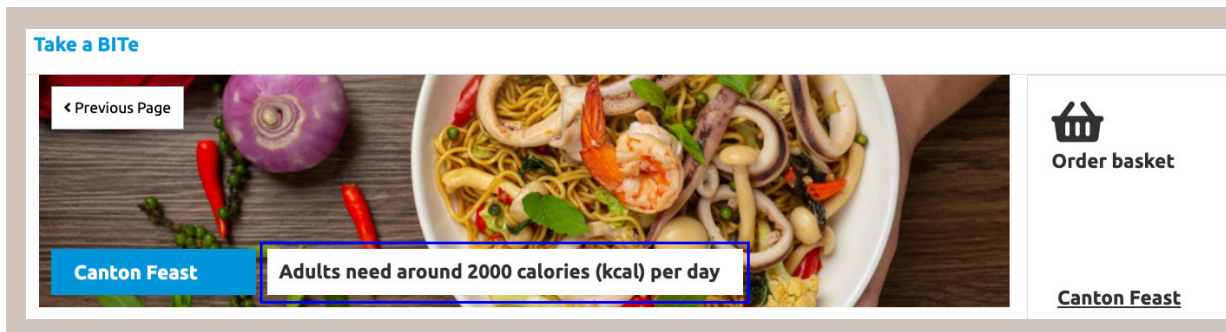 Take a BITe
Previous Page
Order basket
Canton Feast
Adults need around 2000 calories (kcal) per day
Canton Feast